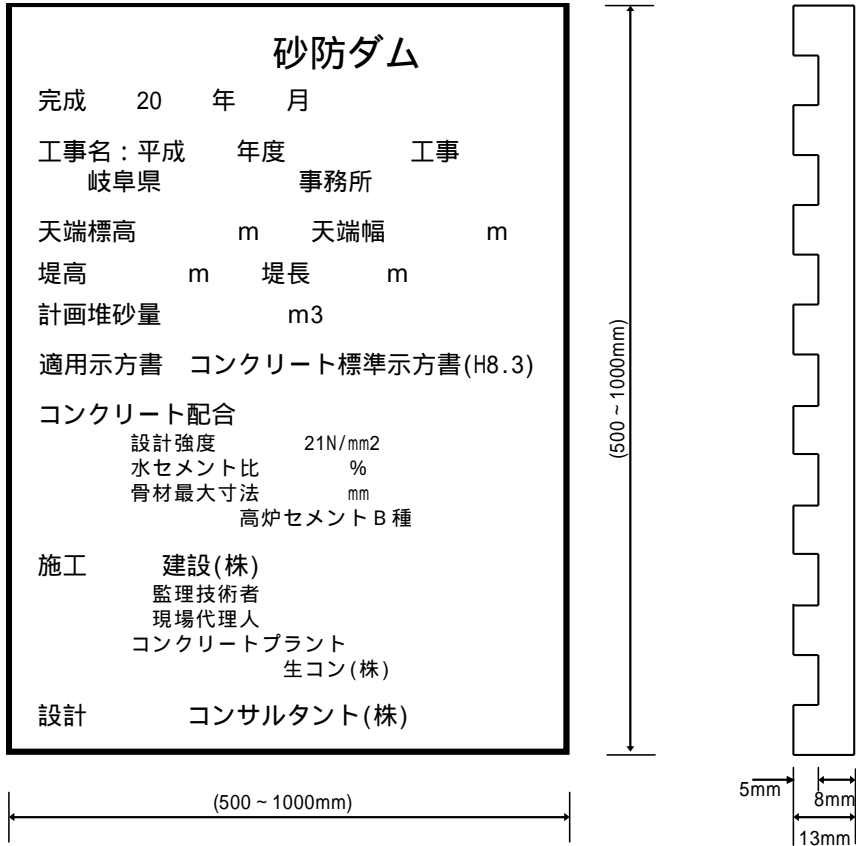 砂防ダム
完成　　20　　年　　月
工事名：平成　　年度　　　　　工事
岐阜県　　　　　　事務所
天端標高　　　　m　　天端幅　　　　m
堤高　　　　m　　堤長　　　m
計画堆砂量　　　　　m3
適用示方書　コンクリート標準示方書(H8.3)
コンクリート配合
設計強度　　　　21N/㎜2
水セメント比　　　　%
骨材最大寸法　　　　㎜
高炉セメントＢ種
施工　　　建設(株)
監理技術者
現場代理人
コンクリートプラント
生コン(株)
設計　　　　コンサルタント(株)
(500～1000mm)
(500～1000mm)
5mm
8mm
13mm